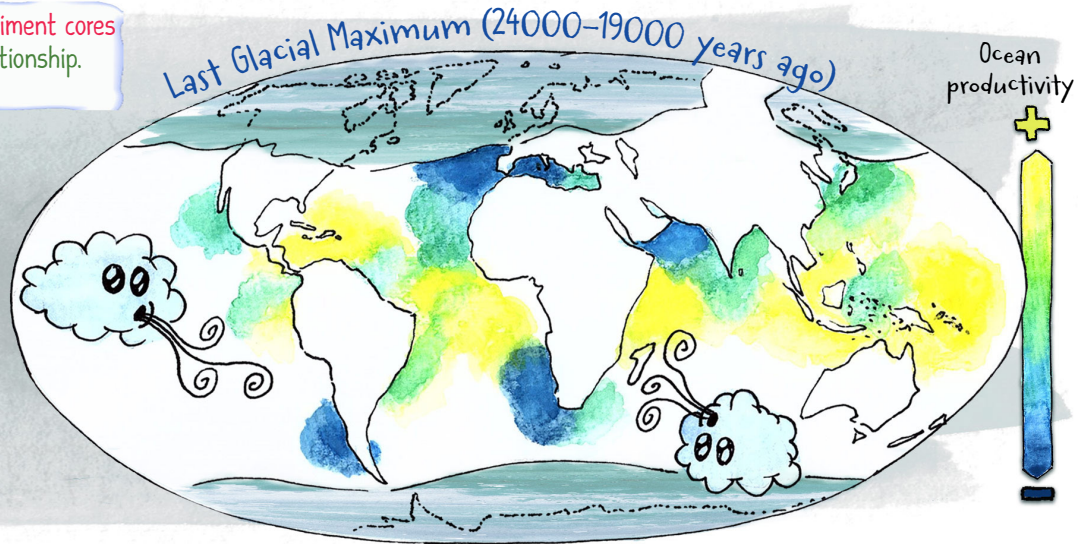 iment cores
tionship.
Last Glacial Maximum (24000-19000 years ago)
Ocean
productivity
+
-